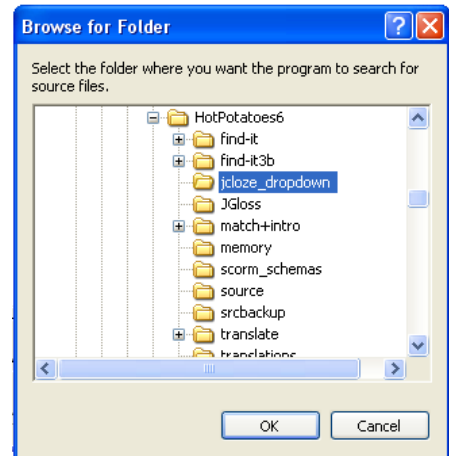 Browse for Folder
Select the folder where you want the program to search for
source files.
HotPotatoes6
find-it
find-it3b
jcloze_dropdown
JGloss
match+intro
memory
scorm_schemas
source
srcbackup
translate
translations
OK Cancel